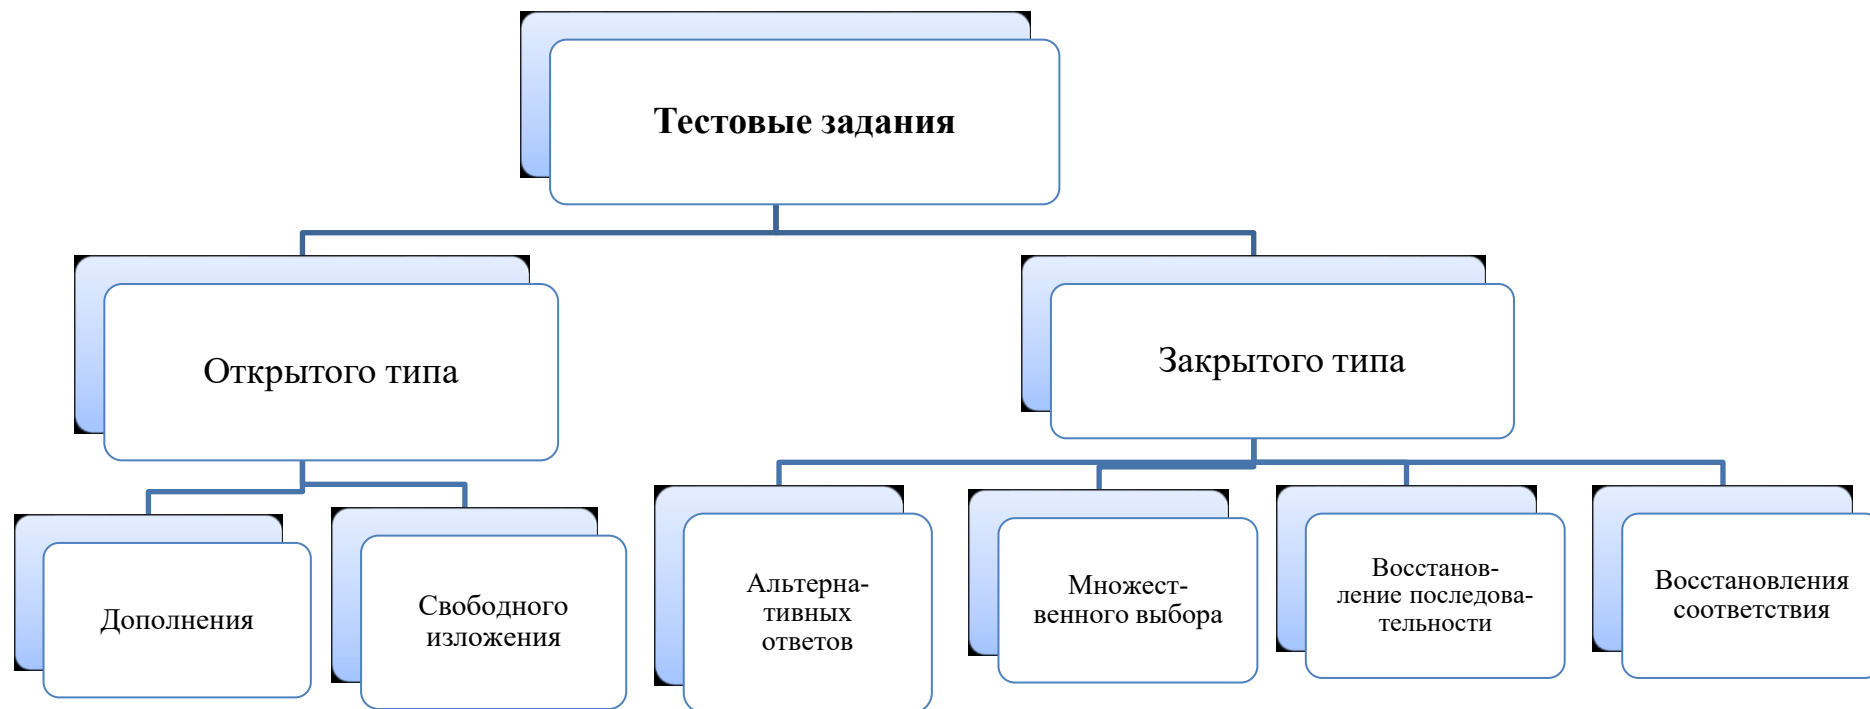 Тестовые задания
Открытого типа
Закрытого типа
Дополнения
Свободного
изложения
Альтерна-
тивных
ответов
Множест-
венного выбора
Восстанов-
ление последова-
тельности
Восстановления
соответствия